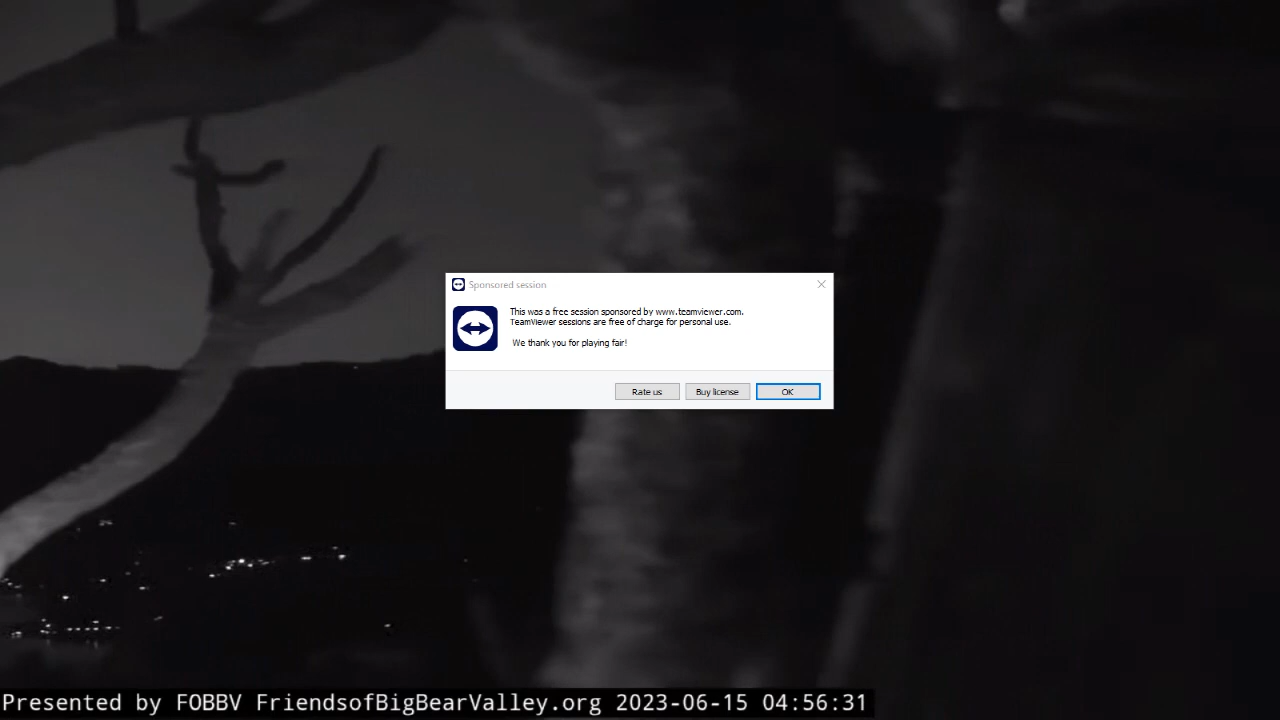 Sponsored session
This was a free session sponsored by www.teamviewer.com.
TeamViewer sessions are free of charge for personal use.
We thank you for playing fair!
Rate us
Buy license
OK
Presented by FOBBV FriendsofBigBearValley.org 2023-06-15 04:56:31